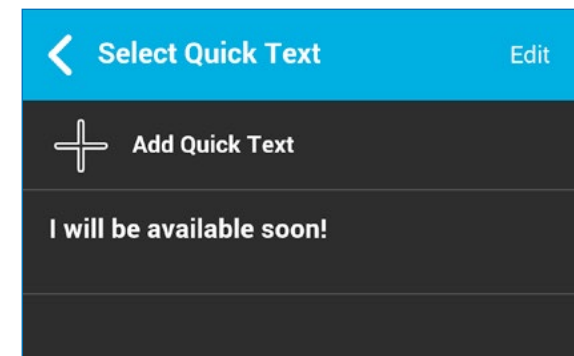 Select Quick Text Edit
Add Quick Text
I will be available soon!